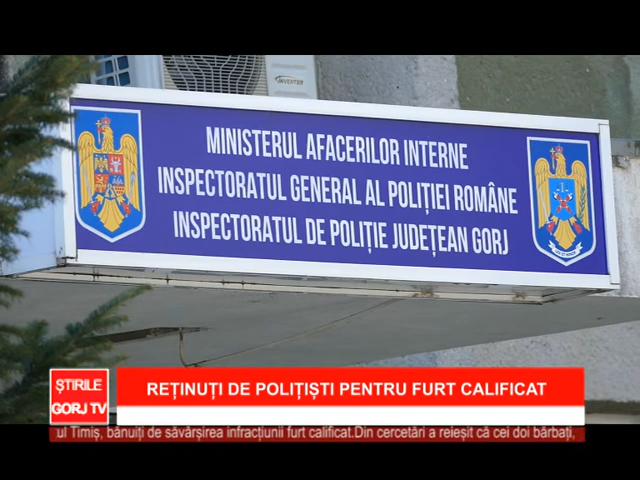 INVERTER
MINISTERUL AFACERILOR INTERNE
INSPECTORATUL GENERAL AL POLIȚIEI ROMÂNE
INSPECTORATUL DE POLIȚIE JUDEȚEAN GORJ
ȘTIRILE
GORJ TV
REȚINUȚI DE POLIȚIȘTI PENTRU FURT CALIFICAT
ul Timiș, bănuiți de săvârșirea infracțiunii furt calificat.Din cercetări a reieșit că cei doi bărbați,